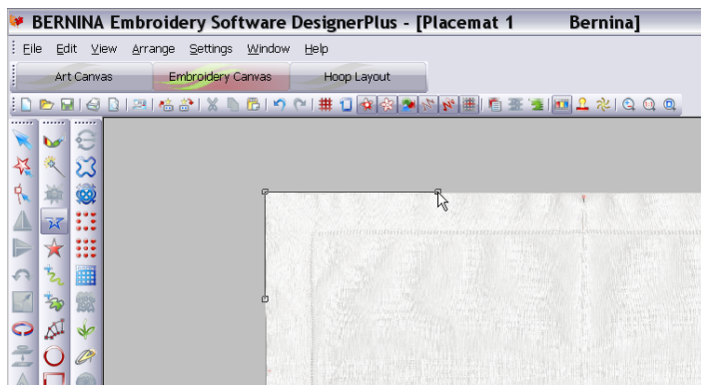 BERNINA Embroidery Software DesignerPlus - [Placemat 1 Bernina]
File Edit View Arrange Settings Window Help
Art Canvas Embroidery Canvas Hoop Layout